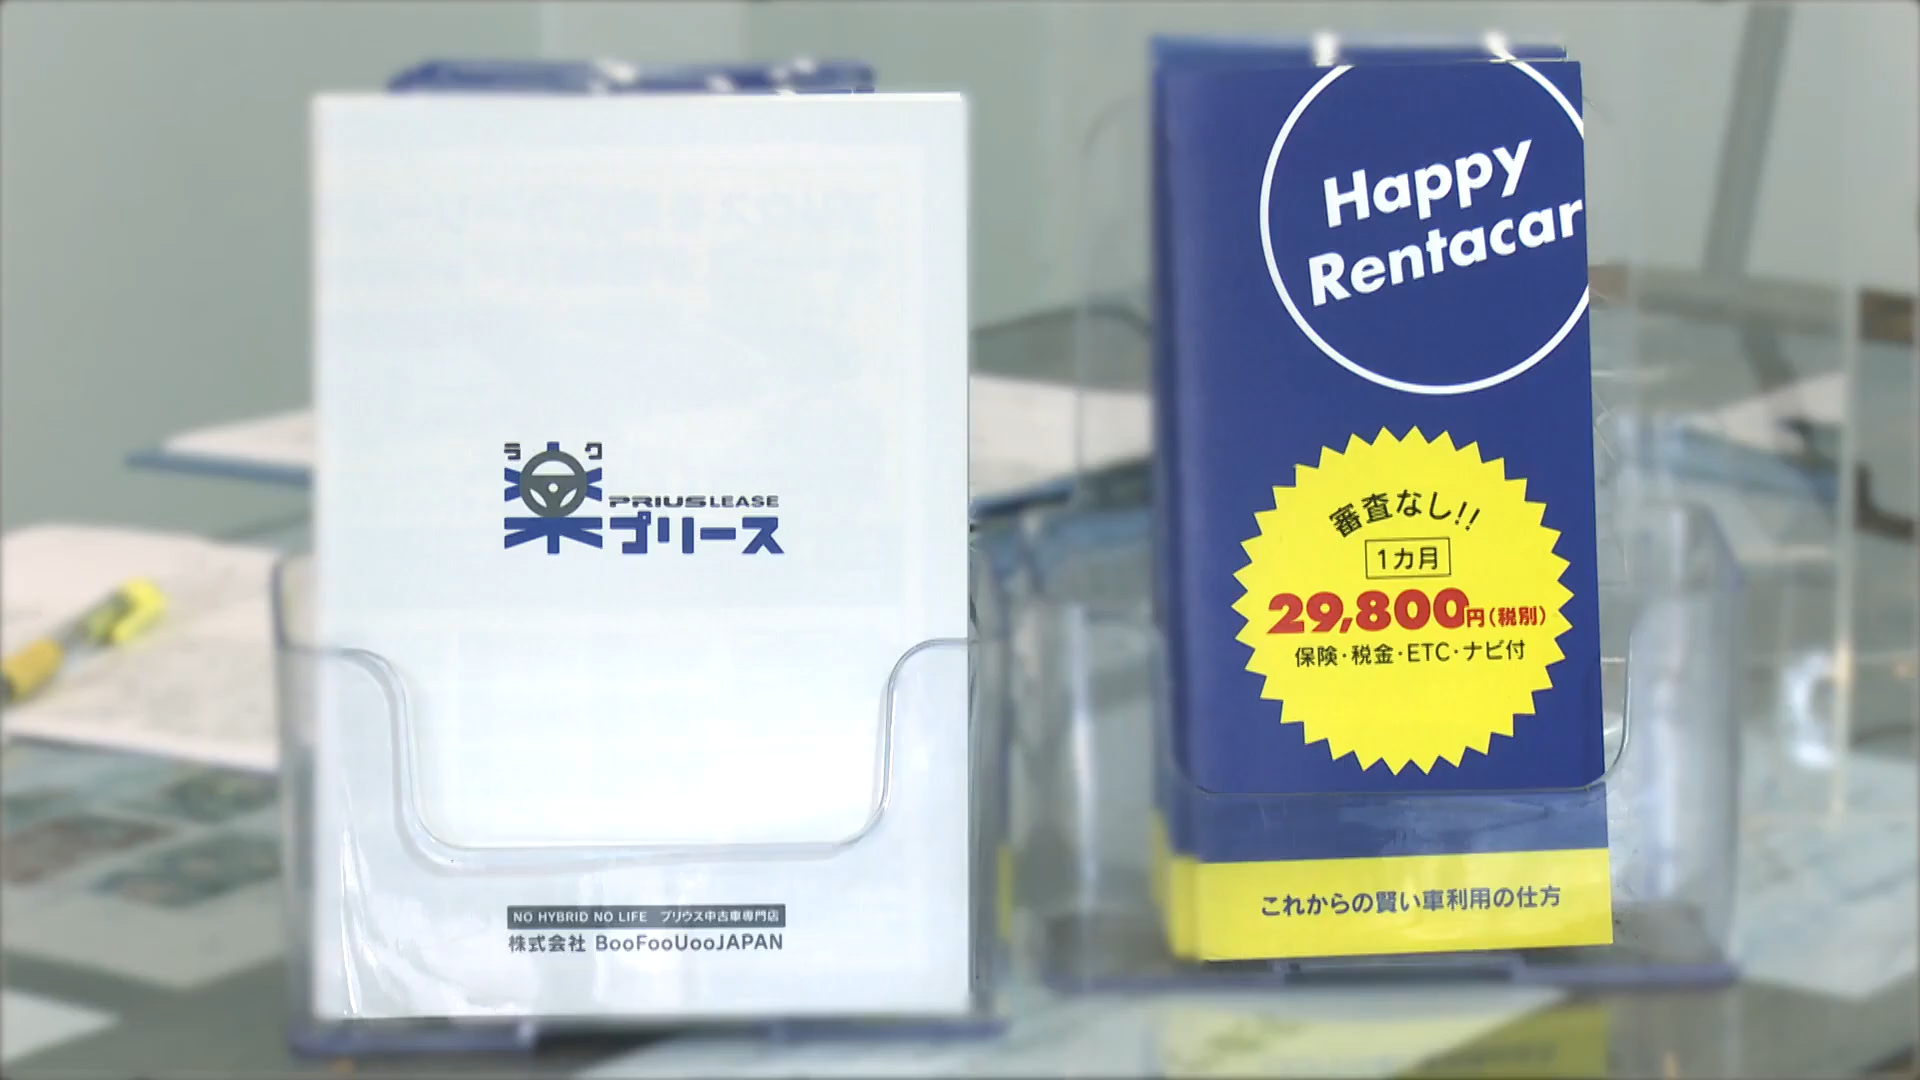 ラク
楽プリース
PRIUS LEASE
NO HYBRID NO LIFE プリウス中古車専門店
株式会社 BooFooUooJAPAN
Happy
Rentacar
審査なし!!
1カ月
29,800円(税別)
保険・税金・ETC・ナビ付
これからの賢い車利用の仕方